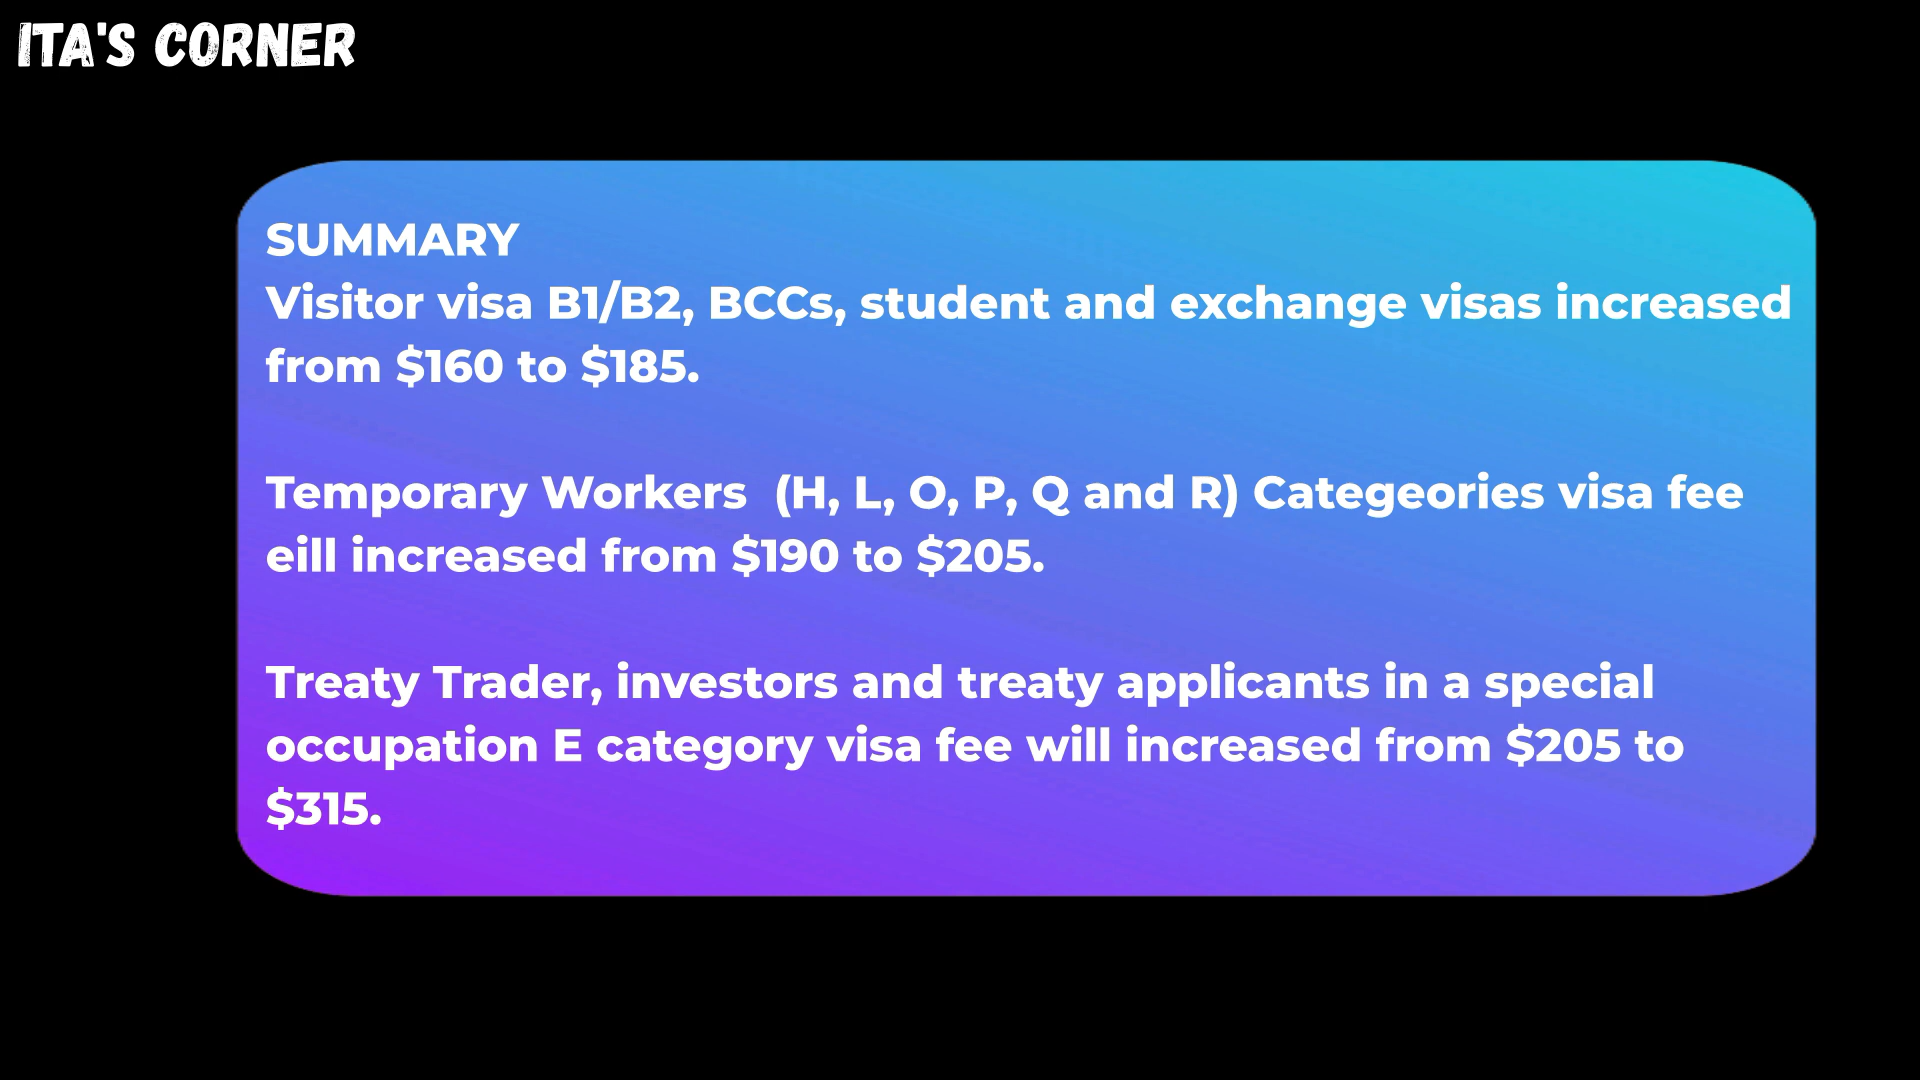 ITA'S CORNER
SUMMARY
Visitor visa B1/B2, BCCs, student and exchange visas increased
from $160 to $185.
Temporary Workers  (H, L, O, P, Q and R) Categeories visa fee
eill increased from $190 to $205.
Treaty Trader, investors and treaty applicants in a special
occupation E category visa fee will increased from $205 to
$315.